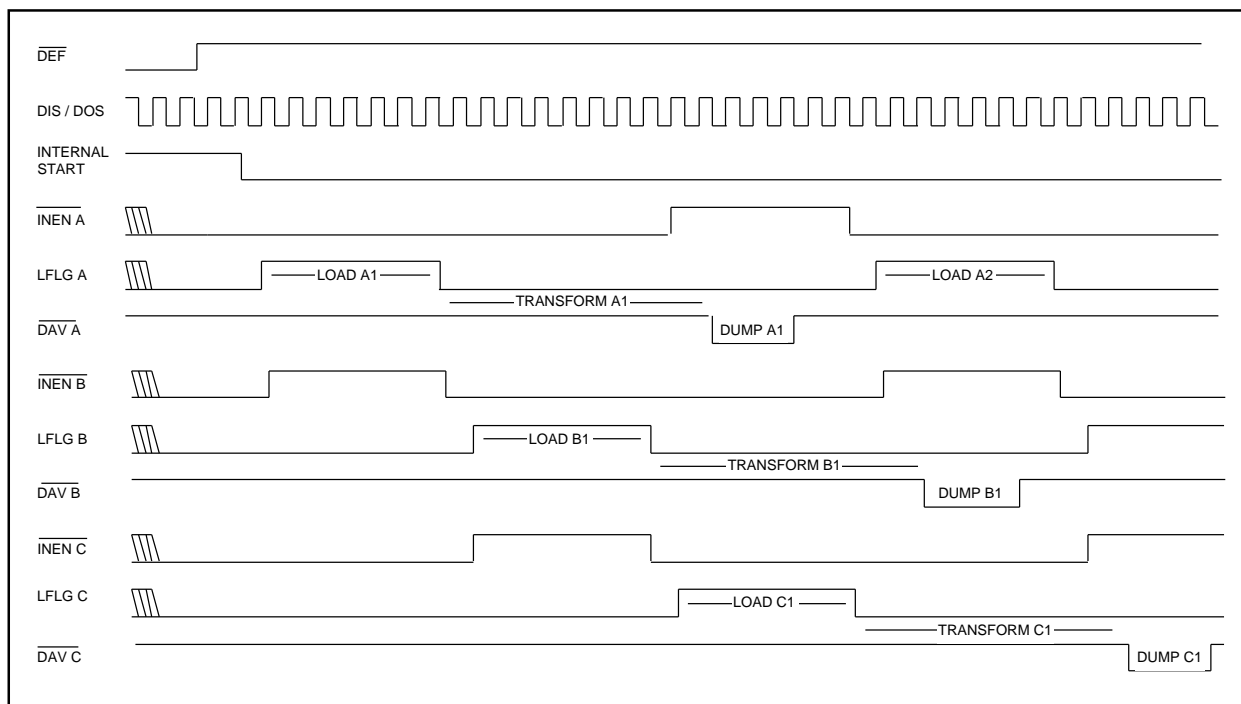 DEF
DIS / DOS
INTERNAL
START
INEN A
LFLG A
LOAD A1
LOAD A2
TRANSFORM A1
DAV A
DUMP A1
INEN B
LFLG B
LOAD B1
TRANSFORM B1
DAV B
DUMP B1
INEN C
LFLG C
LOAD C1
TRANSFORM C1
DAV C
DUMP C1